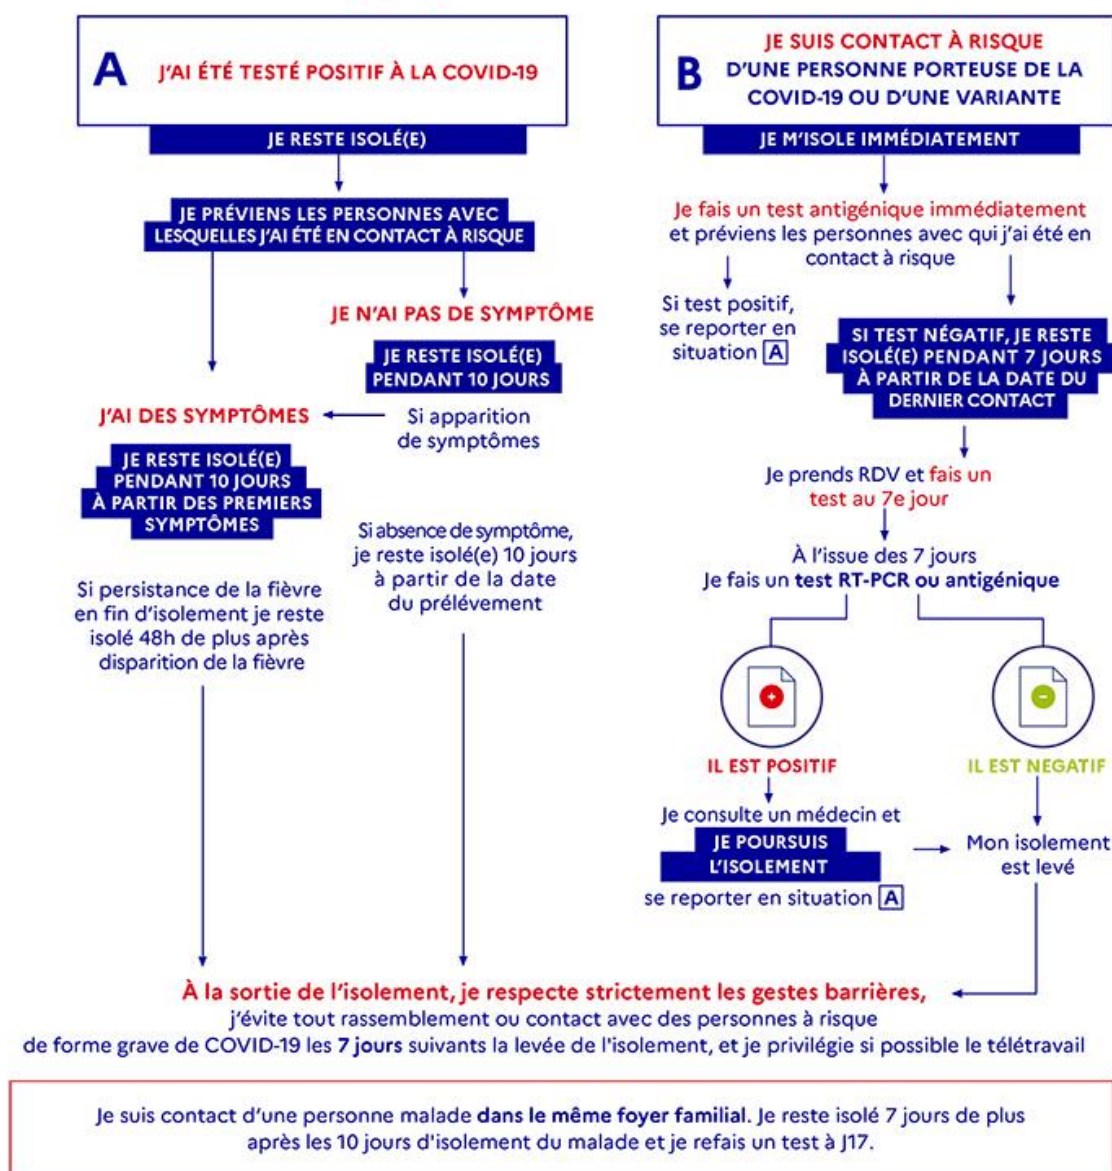 A
J'AI ÉTÉ TESTÉ POSITIF À LA COVID-19
JE RESTE ISOLÉ(E)
JE PRÉVIENS LES PERSONNES AVEC
LESQUELLES J'AI ÉTÉ EN CONTACT À RISQUE
JE N'AI PAS DE SYMPTÔME
JE RESTE ISOLÉ(E)
PENDANT 10 JOURS
Si apparition
de symptômes
J'AI DES SYMPTÔMES
JE RESTE ISOLÉ(E)
PENDANT 10 JOURS
À PARTIR DES PREMIERS
SYMPTÔMES
Si persistance de la fièvre
en fin d'isolement je reste
isolé 48h de plus après
disparition de la fièvre
Si absence de symptôme,
je reste isolé(e) 10 jours
à partir de la date
du prélévement
B
JE SUIS CONTACT À RISQUE
D'UNE PERSONNE PORTEUSE DE LA
COVID-19 OU D'UNE VARIANTE
JE M'ISOLE IMMÉDIATEMENT
Je fais un test antigénique immédiatement
et préviens les personnes avec qui j'ai été en
contact à risque
Si test positif,
se reporter en
situation A
SI TEST NÉGATIF, JE RESTE
ISOLÉ(E) PENDANT 7 JOURS
À PARTIR DE LA DATE DU
DERNIER CONTACT
Je prends RDV et fais un
test au 7e jour
À l'issue des 7 jours
Je fais un test RT-PCR ou antigénique
+
-
IL EST POSITIF
IL EST NEGATIF
Je consulte un médecin et
JE POURSUIS
L'ISOLEMENT
se reporter en situation A
Mon isolement
est levé
À la sortie de l'isolement, je respecte strictement les gestes barrières,
j'évite tout rassemblement ou contact avec des personnes à risque
de forme grave de COVID-19 les 7 jours suivants la levée de l'isolement, et je privilégie si possible le télétravail
Je suis contact d'une personne malade dans le même foyer familial. Je reste isolé 7 jours de plus
après les 10 jours d'isolement du malade et je refais un test à J17.